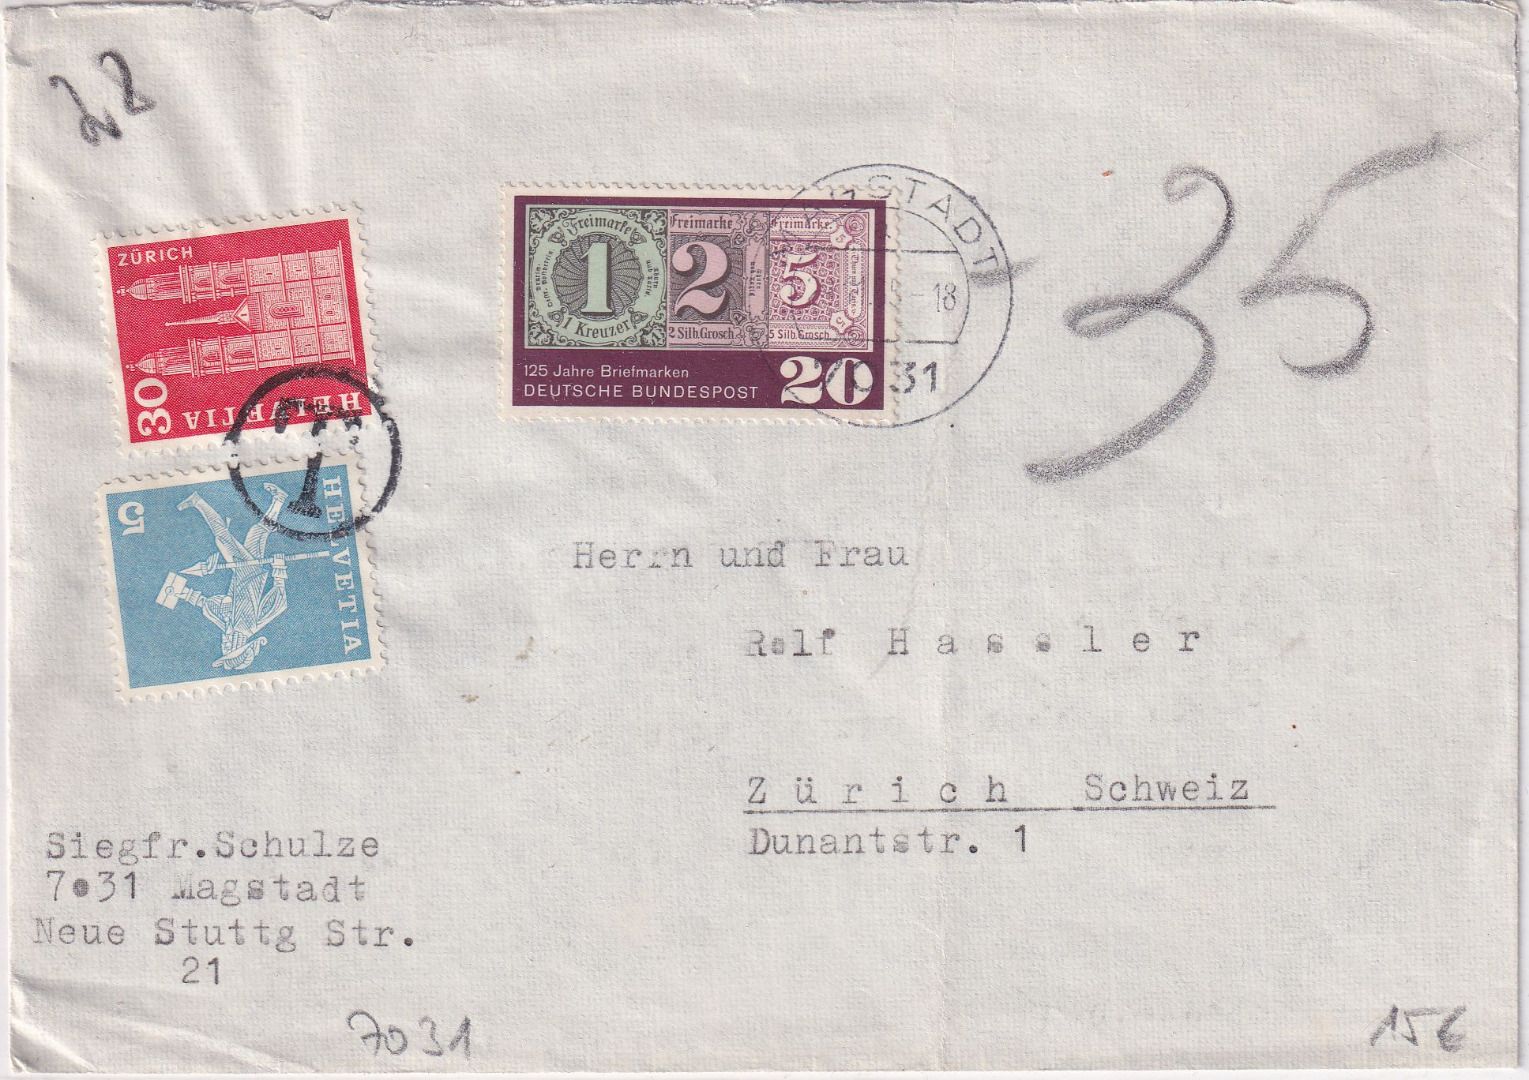 22
ZÜRICH
30
HELVETIA
T
5
HELVETIA
Freimarke
1
1 Kreuzer
Freimarke
2
2 Silb.Grosch
Freimarke.
5
5 Silb.Grosch
125 Jahre Briefmarken
DEUTSCHE BUNDESPOST
20
-18
7031
35
Herrn und Frau
Rolf Hassler
Zürich Schweiz
Dunantstr. 1
Siegfr.Schulze
7031 Magstadt
Neue Stuttg Str.
21
7031
15€